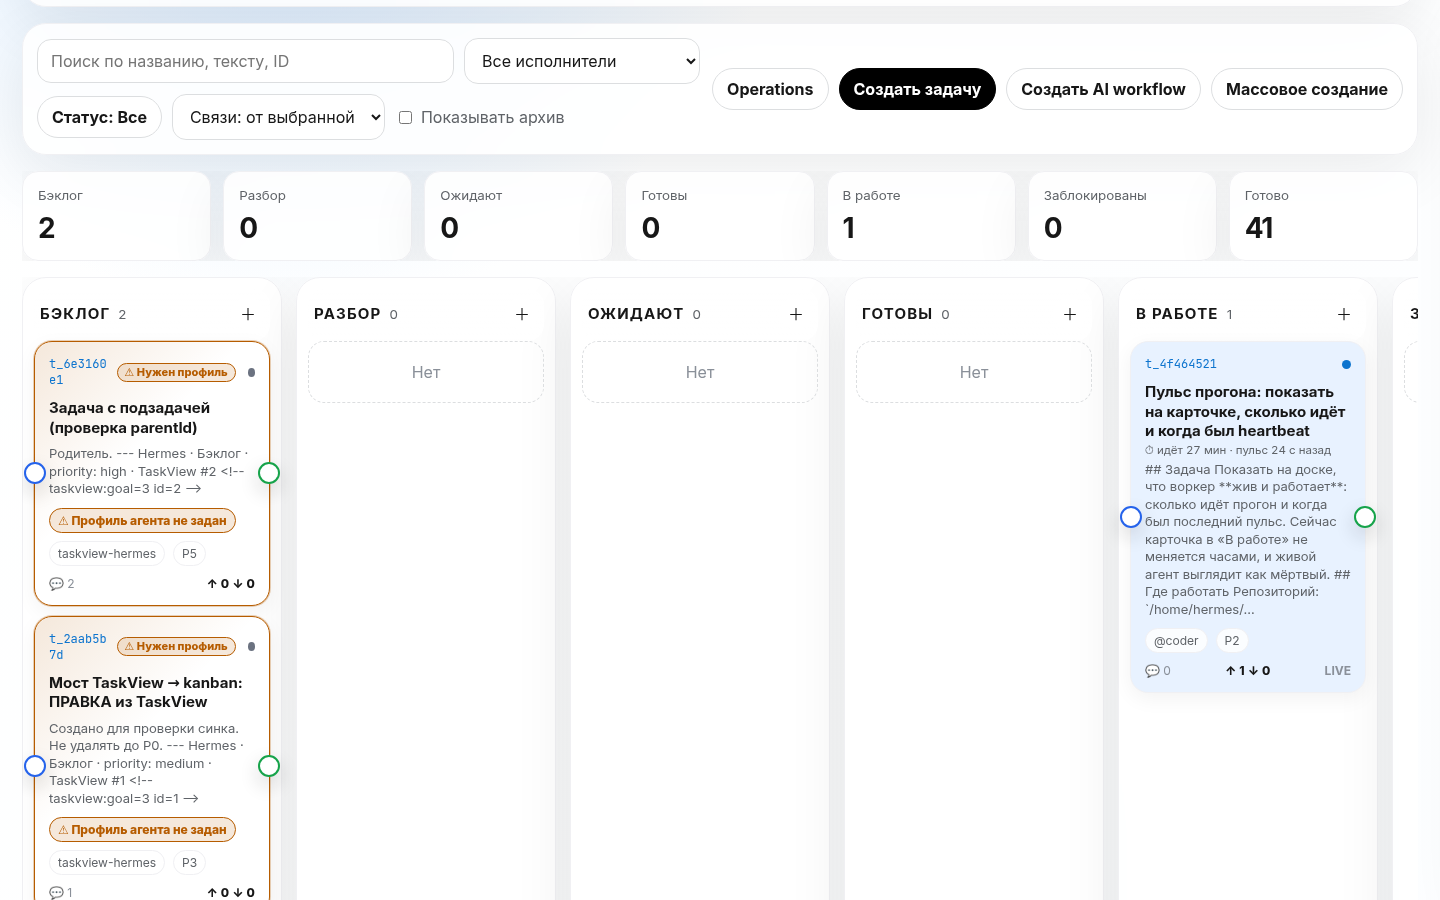 Поиск по названию, тексту, ID
Все исполнители
Operations
Создать задачу
Создать AI workflow
Массовое создание
Статус: Все
Связи: от выбранной
Показывать архив
Бэклог
2
Разбор
0
Ожидают
0
Готовы
0
В работе
1
Заблокированы
0
Готово
41
БЭКЛОГ 2 +
РАЗБОР 0 +
ОЖИДАЮТ 0 +
ГОТОВЫ 0 +
В РАБОТЕ 1 +
З
t_6e3160
e1
⚠ Нужен профиль
Задача с подзадачей
(проверка parentId)
Родитель. --- Hermes · Бэклог ·
priority: high · TaskView #2 <!--
taskview:goal=3 id=2 -->
⚠ Профиль агента не задан
taskview-hermes
P5
💬 2
↑ 0 ↓ 0
t_2aab5b
7d
⚠ Нужен профиль
Мост TaskView → kanban:
ПРАВКА из TaskView
Создано для проверки синка.
Не удалять до P0. --- Hermes ·
Бэклог · priority: medium ·
TaskView #1 <!--
taskview:goal=3 id=1 -->
⚠ Профиль агента не задан
taskview-hermes
P3
💬 1
↑ 0 ↓ 0
Нет
Нет
Нет
t_4f464521
Пульс прогона: показать
на карточке, сколько идёт
и когда был heartbeat
⏱ идёт 27 мин · пульс 24 с назад
## Задача Показать на доске,
что воркер **жив и работает**:
сколько идёт прогон и когда
был последний пульс. Сейчас
карточка в «В работе» не
меняется часами, и живой
агент выглядит как мёртвый. ##
Где работать Репозиторий:
`/home/hermes/...
@coder
P2
💬 0
↑ 1 ↓ 0
LIVE